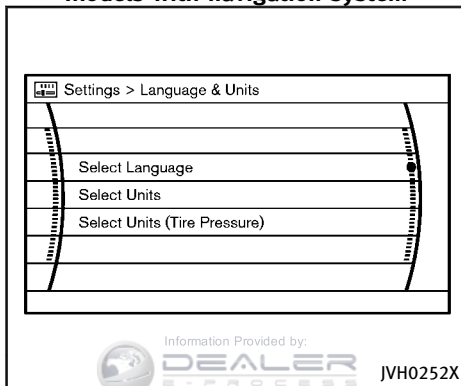 Models with navigation system
Settings > Language & Units
Select Language
Select Units
Select Units (Tire Pressure)
Information Provided by:
DEALER
E-PROCESS
JVH0252X